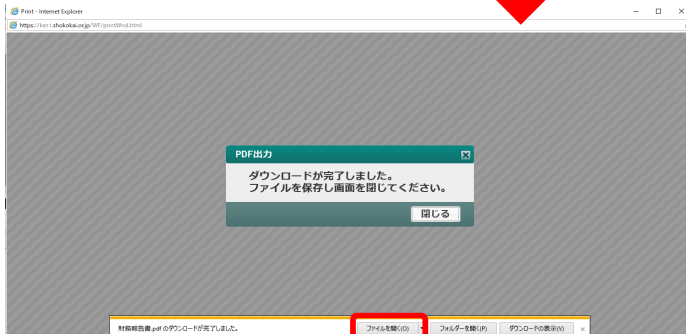 Print - Internet Explorer
https://ksn1.shokokai.or.jp/WF/printWnd.html
PDF出力
ダウンロードが完了しました。
ファイルを保存し画面を閉じてください。
閉じる
財務報告書.pdf のダウンロードが完了しました。
ファイルを開く(O)
フォルダーを開く(P)
ダウンロードの表示(V)